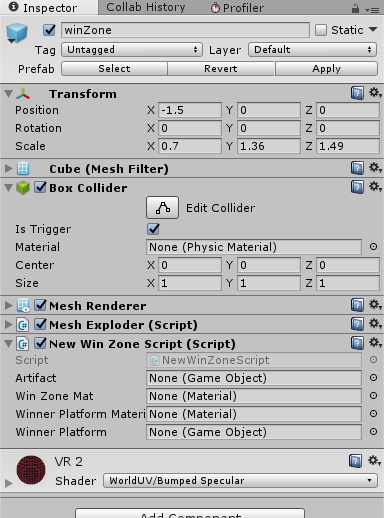 Inspector Collab History Profiler
winZone Static
Tag Untagged Layer Default
Prefab Select Revert Apply
Transform
Position X -1.5 Y 0 Z 0
Rotation X 0 Y 0 Z 0
Scale X 0.7 Y 1.36 Z 1.49
Cube (Mesh Filter)
Box Collider
Edit Collider
Is Trigger
Material None (Physic Material)
Center X 0 Y 0 Z 0
Size X 1 Y 1 Z 1
Mesh Renderer
Mesh Exploder (Script)
New Win Zone Script (Script)
Script NewWinZoneScript
Artifact None (Game Object)
Win Zone Mat None (Material)
Winner Platform Materi None (Material)
Winner Platform None (Game Object)
VR 2
Shader WorldUV/Bumped Specular
Add Component